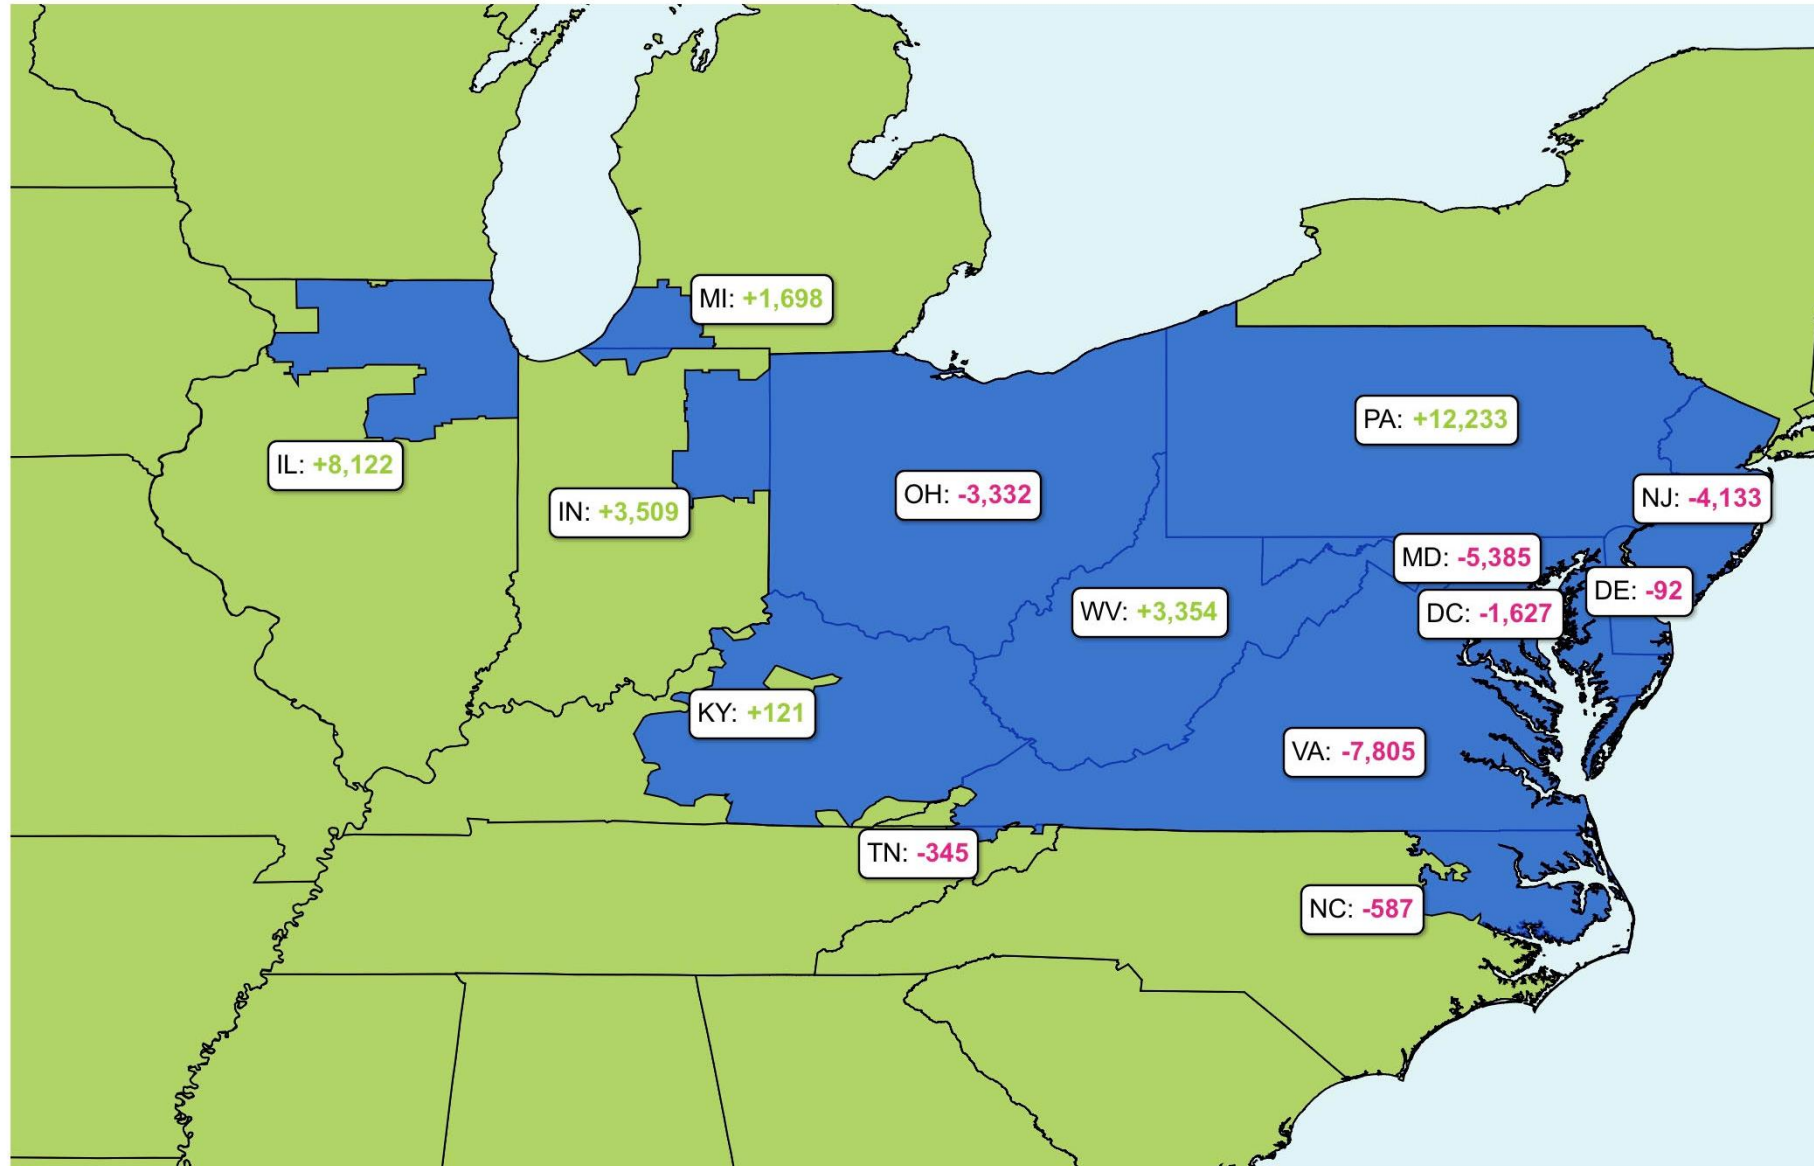 MI: +1,698
PA: +12,233
IL: +8,122
OH: -3,332
NJ: -4,133
IN: +3,509
MD: -5,385
DE: -92
WV: +3,354
DC: -1,627
KY: +121
VA: -7,805
TN: -345
NC: -587